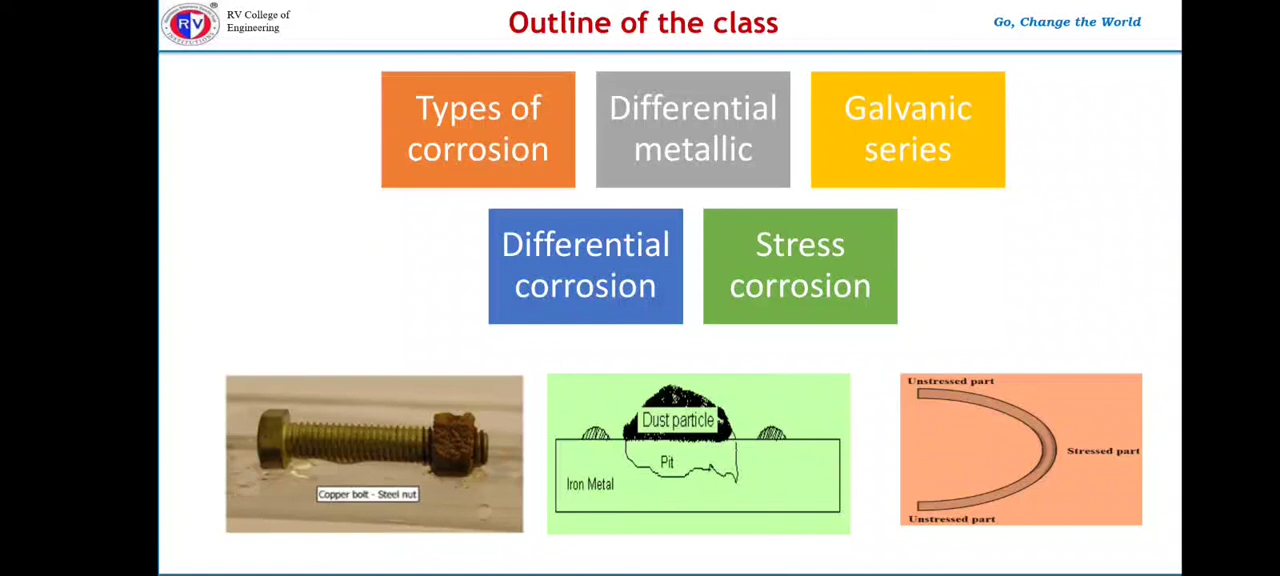 RV College of
Engineering
Outline of the class
Go, Change the World
RV
INSTITUTIONS
Types of
corrosion
Differential
metallic
Galvanic
series
Differential
corrosion
Stress
corrosion
Copper bolt - Steel nut
Dust particle
Pit
Iron Metal
Unstressed part
Stressed part
Unstressed part